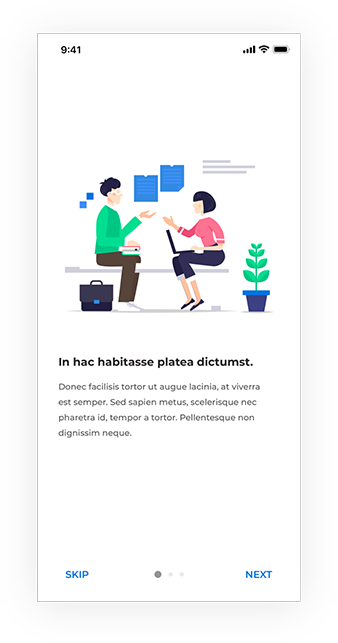 9:41
In hac habitasse platea dictumst.
Donec facilisis tortor ut augue lacinia, at viverra
est semper. Sed sapien metus, scelerisque nec
pharetra id, tempor a tortor. Pellentesque non
dignissim neque.
SKIP
NEXT